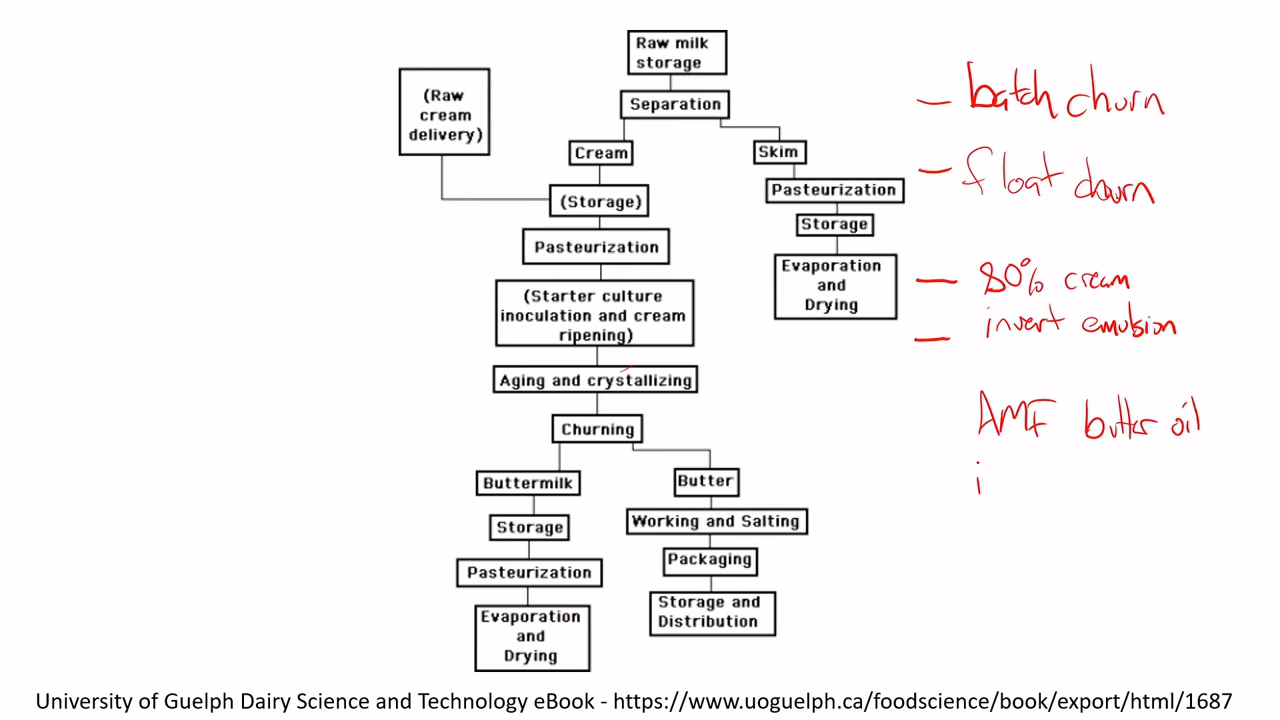 Raw milk
storage
(Raw
cream
delivery)
Separation
Cream
Skim
(Storage)
Pasteurization
Storage
Evaporation
and
Drying
Pasteurization
(Starter culture
inoculation and cream
ripening)
Aging and crystallizing
Churning
Buttermilk
Storage
Pasteurization
Evaporation
and
Drying
Butter
Working and Salting
Packaging
Storage and
Distribution
— batch churn
— float churn
— 80% cream
invert emulsion
—
AMF butter oil
i
University of Guelph Dairy Science and Technology eBook - https://www.uoguelph.ca/foodscience/book/export/html/1687